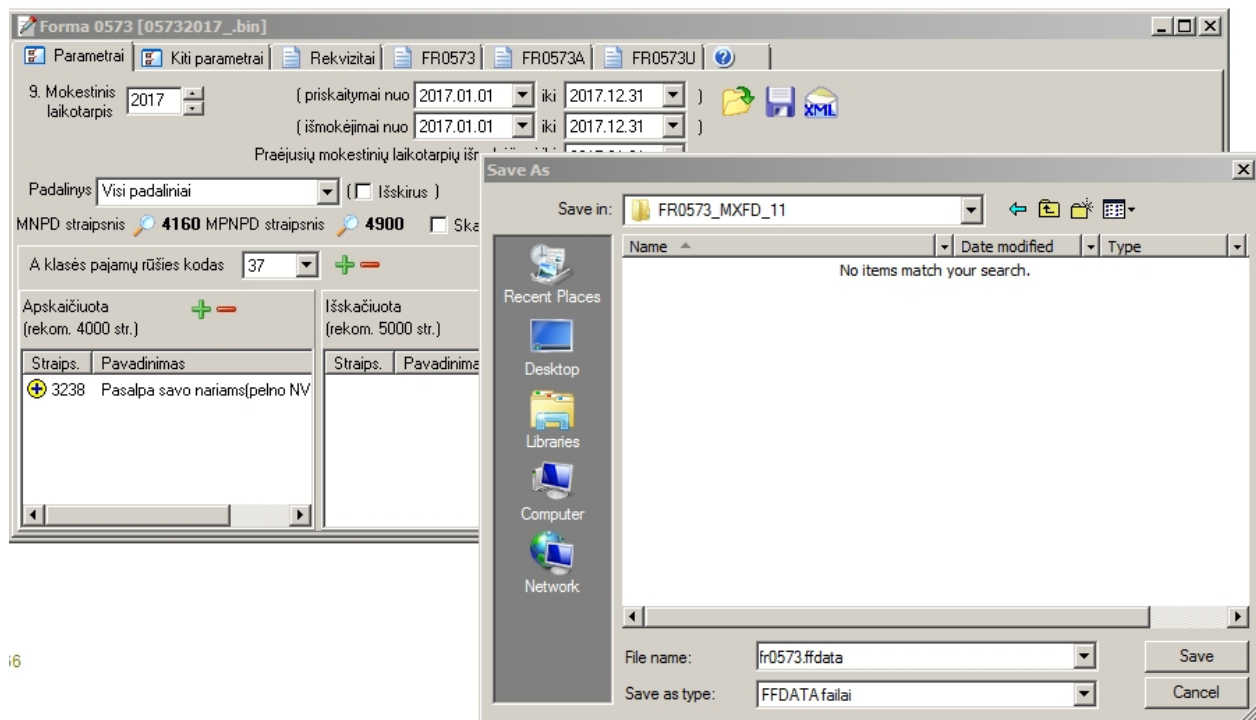 Forma 0573 [05732017_.bin]
Parametrai Kiti parametrai Rekvizitai FR0573 FR0573A FR0573U
9. Mokestinis laikotarpis 2017 ( priskaitymai nuo 2017.01.01 iki 2017.12.31 )
( išmokėjimai nuo 2017.01.01 iki 2017.12.31 )
XML
Praėjusių mokestinių laikotarpių
Padalinys Visi padaliniai ( Išskirus )
MNPD straipsnis 4160 MPNPD straipsnis 4900 Ska
A klasės pajamų rūšies kodas 37
Apskaičiuota
(rekom. 4000 str.)
Išskačiuota
(rekom. 5000 str.)
Straips. Pavadinimas
3238 Pasalpa savo nariams(pelno NV
Straips. Pavadinima
Save As
Save in: FR0573_MXFD_11
Name Date modified Type
No items match your search.
Recent Places
Desktop
Libraries
Computer
Network
File name: fr0573.ffdata Save
Save as type: FFDATA failai Cancel